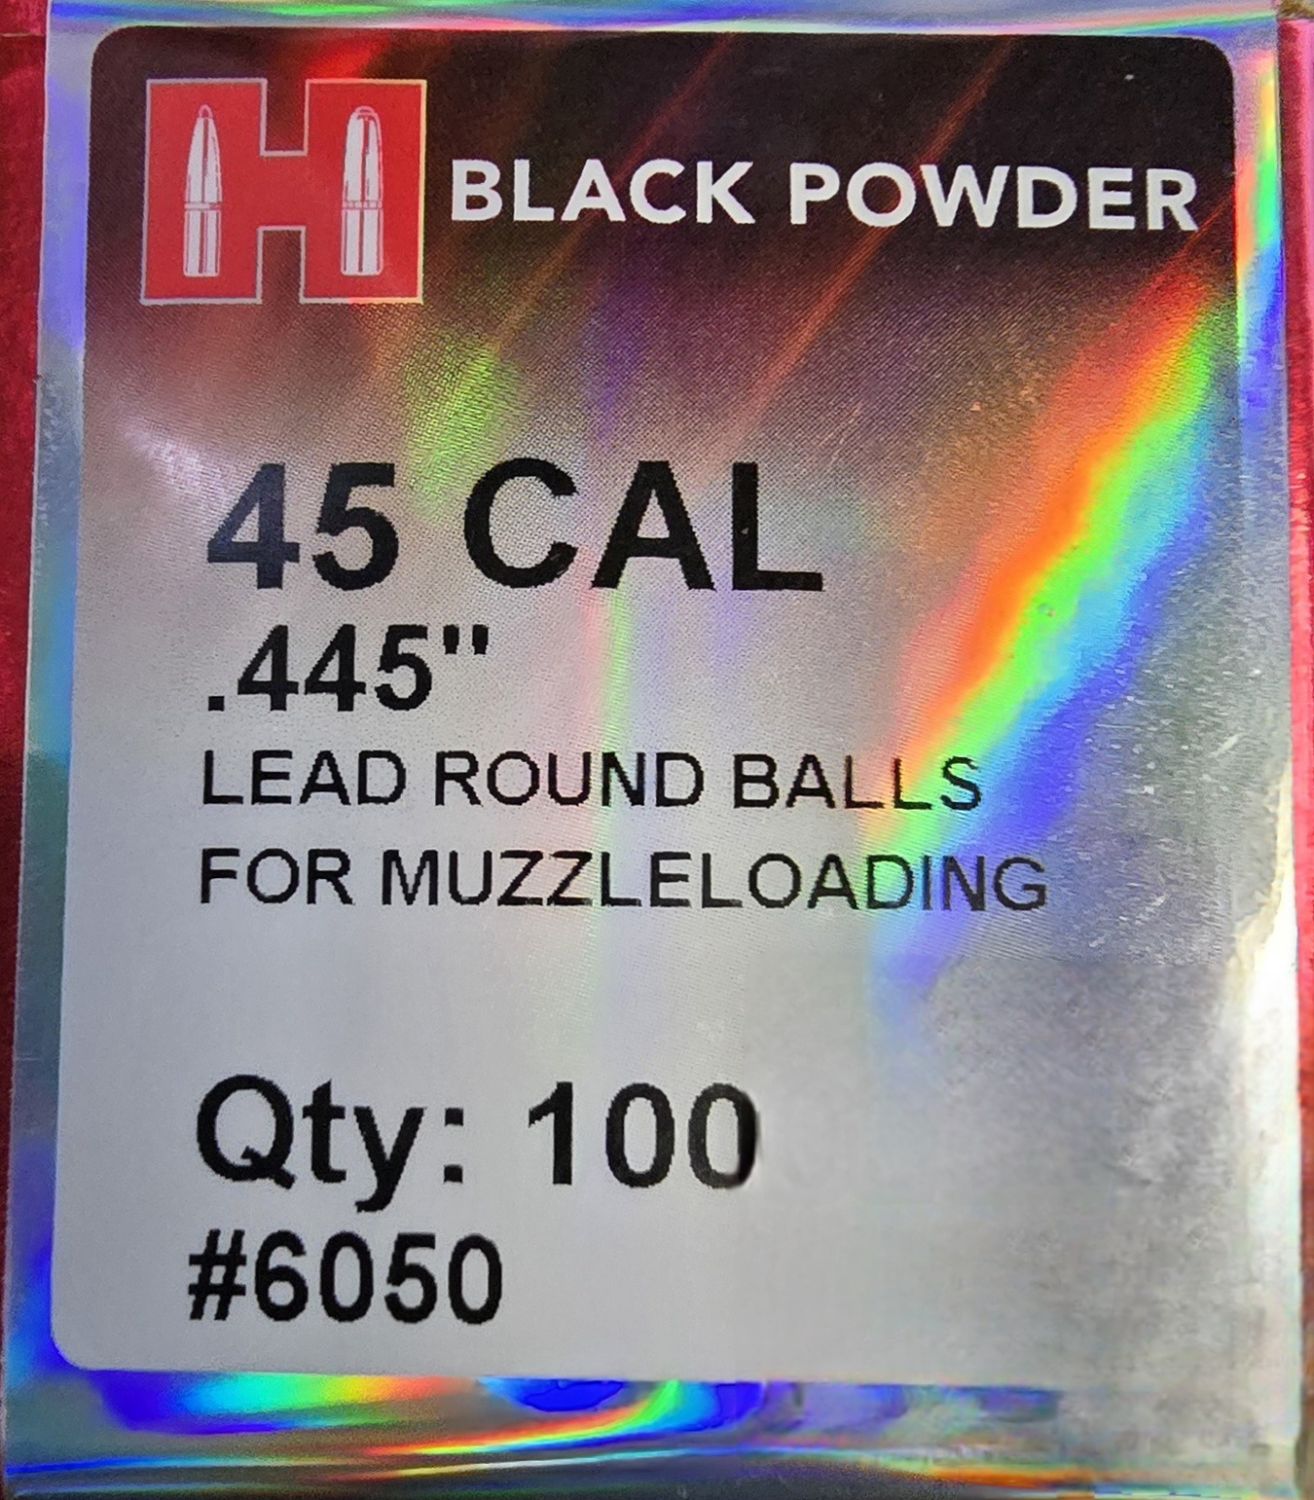 H BLACK POWDER
45 CAL
.445"
LEAD ROUND BALLS
FOR MUZZLELOADING
Qty: 100
#6050